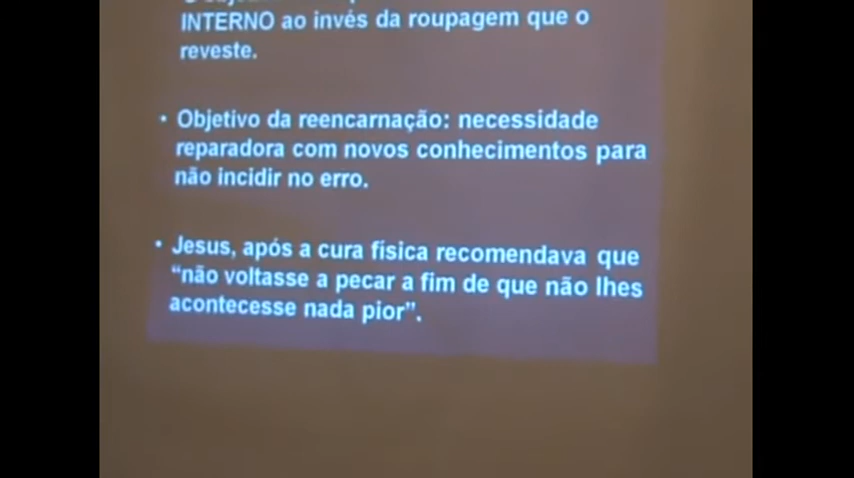 INTERNO ao invés da roupagem que o
reveste.
• Objetivo da reencarnação: necessidade
reparadora com novos conhecimentos para
não incidir no erro.
• Jesus, após a cura física recomendava que
“não voltasse a pecar a fim de que não lhes
acontecesse nada pior”.